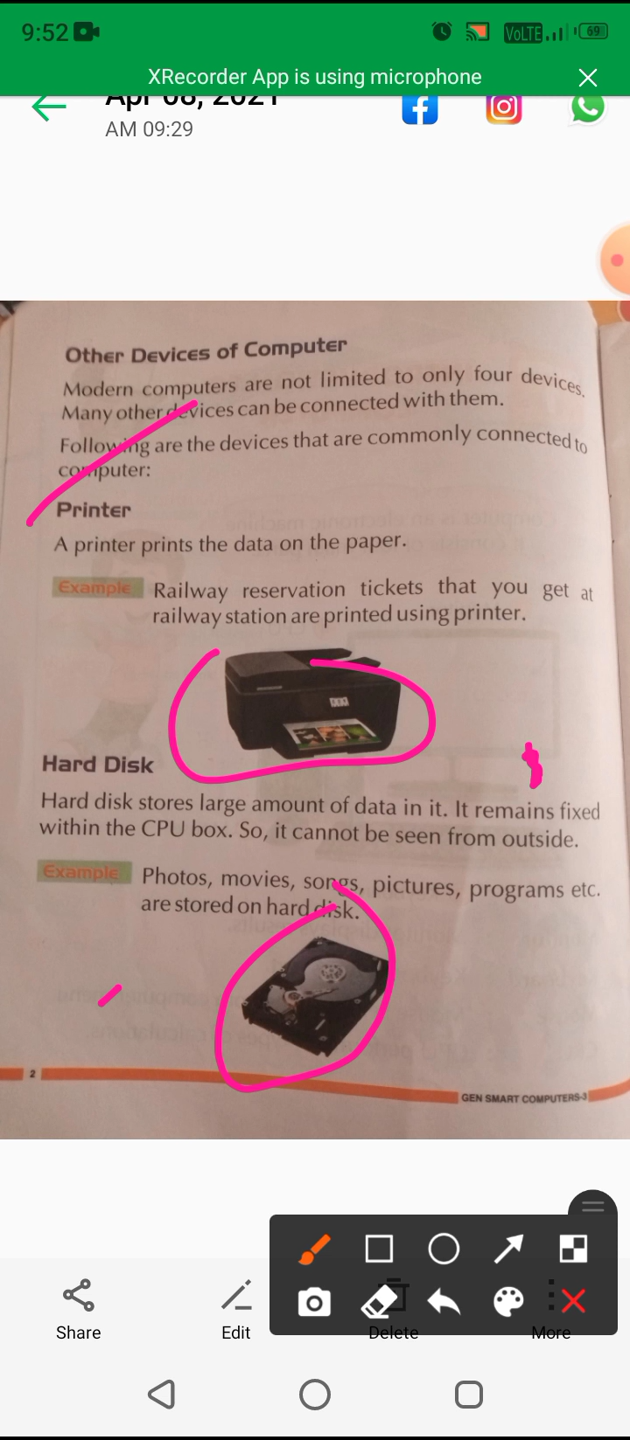 9:52
VoLTE
69
XRecorder App is using microphone
Apr 08, 2021
AM 09:29
Other Devices of Computer
Modern computers are not limited to only four devices.
Many other devices can be connected with them.
Following are the devices that are commonly connected to
computer:
Printer
A printer prints the data on the paper.
Example Railway reservation tickets that you get at
railway station are printed using printer.
Hard Disk
Hard disk stores large amount of data in it. It remains fixed
within the CPU box. So, it cannot be seen from outside.
Example Photos, movies, songs, pictures, programs etc.
are stored on hard disk.
2
GEN SMART COMPUTERS-3
Share
Edit
Delete
More